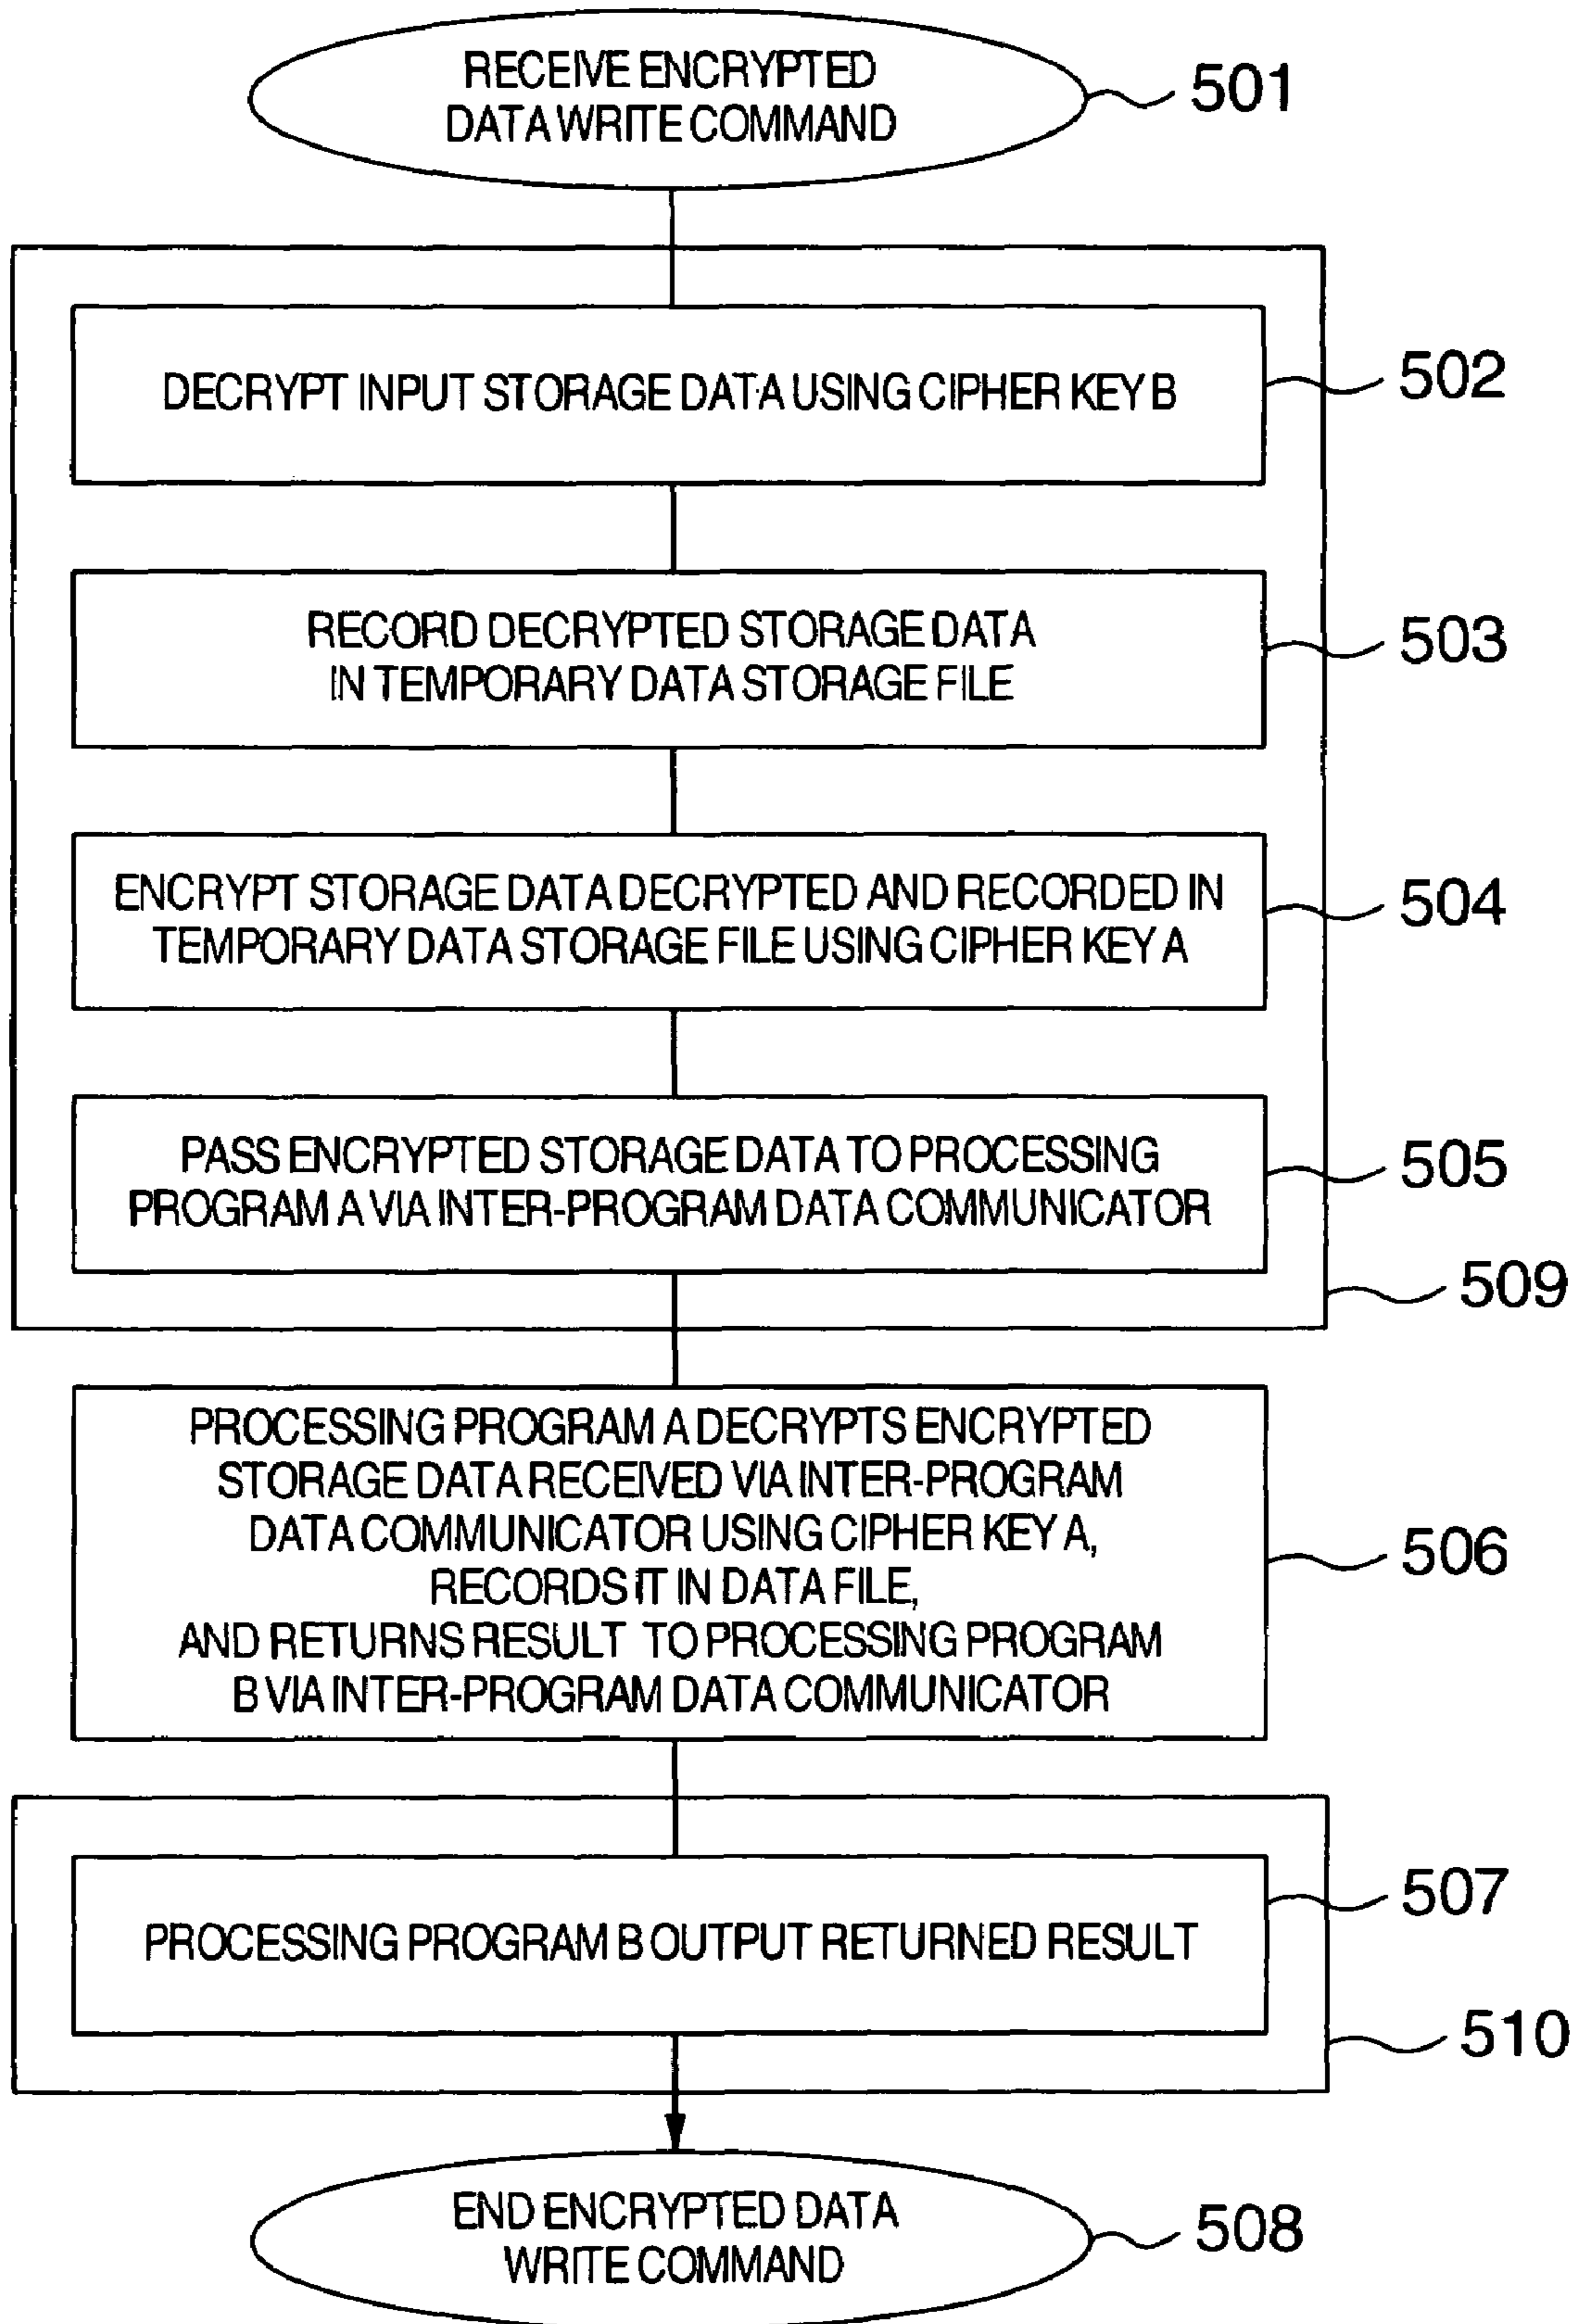 RECEIVE ENCRYPTED
DATA WRITE COMMAND
501
DECRYPT INPUT STORAGE DATA USING CIPHER KEY B
502
RECORD DECRYPTED STORAGE DATA
IN TEMPORARY DATA STORAGE FILE
503
ENCRYPT STORAGE DATA DECRYPTED AND RECORDED IN
TEMPORARY DATA STORAGE FILE USING CIPHER KEY A
504
PASS ENCRYPTED STORAGE DATA TO PROCESSING
PROGRAM A VIA INTER-PROGRAM DATA COMMUNICATOR
505
509
PROCESSING PROGRAM A DECRYPTS ENCRYPTED
STORAGE DATA RECEIVED VIA INTER-PROGRAM
DATA COMMUNICATOR USING CIPHER KEY A,
RECORDS IT IN DATA FILE,
AND RETURNS RESULT TO PROCESSING PROGRAM
B VIA INTER-PROGRAM DATA COMMUNICATOR
506
PROCESSING PROGRAM B OUTPUT RETURNED RESULT
507
510
END ENCRYPTED DATA
WRITE COMMAND
508